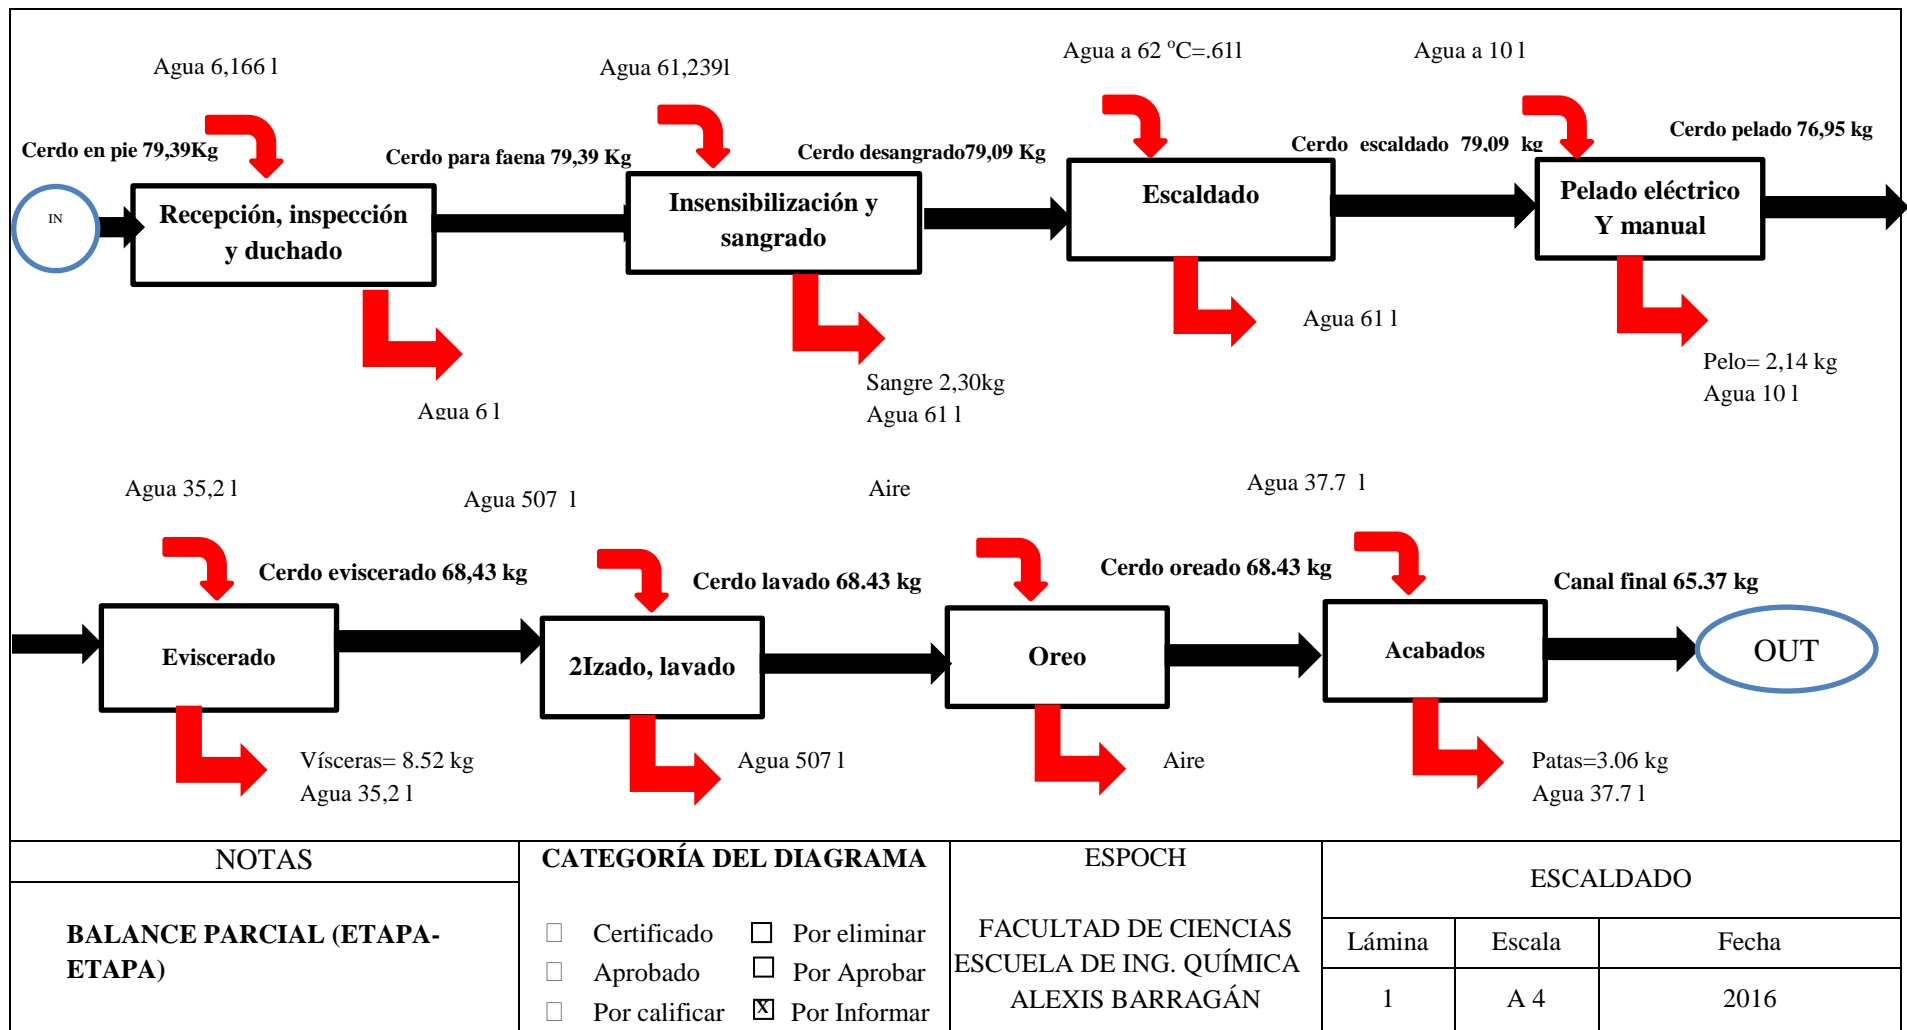 Agua 6,166 l
Agua 61,239l
Agua a 62 °C=.61l
Agua a 10 l
Cerdo en pie 79,39Kg
Cerdo para faena 79,39 Kg
Cerdo desangrado79,09 Kg
Cerdo escaldado 79,09 kg
Cerdo pelado 76,95 kg
IN
Recepción, inspección
y duchado
Insensibilización y
sangrado
Escaldado
Pelado eléctrico
Y manual
Agua 6 l
Sangre 2,30kg
Agua 61 l
Agua 61 l
Pelo= 2,14 kg
Agua 10 l
Agua 35,2 l
Agua 507 l
Aire
Agua 37.7 l
Cerdo eviscerado 68,43 kg
Cerdo lavado 68.43 kg
Cerdo oreado 68.43 kg
Canal final 65.37 kg
Eviscerado
2Izado, lavado
Oreo
Acabados
OUT
Vísceras= 8.52 kg
Agua 35,2 l
Agua 507 l
Aire
Patas=3.06 kg
Agua 37.7 l
NOTAS
BALANCE PARCIAL (ETAPA-
ETAPA)
CATEGORÍA DEL DIAGRAMA
Certificado
Por eliminar
Aprobado
Por Aprobar
Por calificar
X Por Informar
ESPOCH
FACULTAD DE CIENCIAS
ESCUELA DE ING. QUÍMICA
ALEXIS BARRAGÁN
ESCALDADO
Lámina
Escala
Fecha
1
A 4
2016